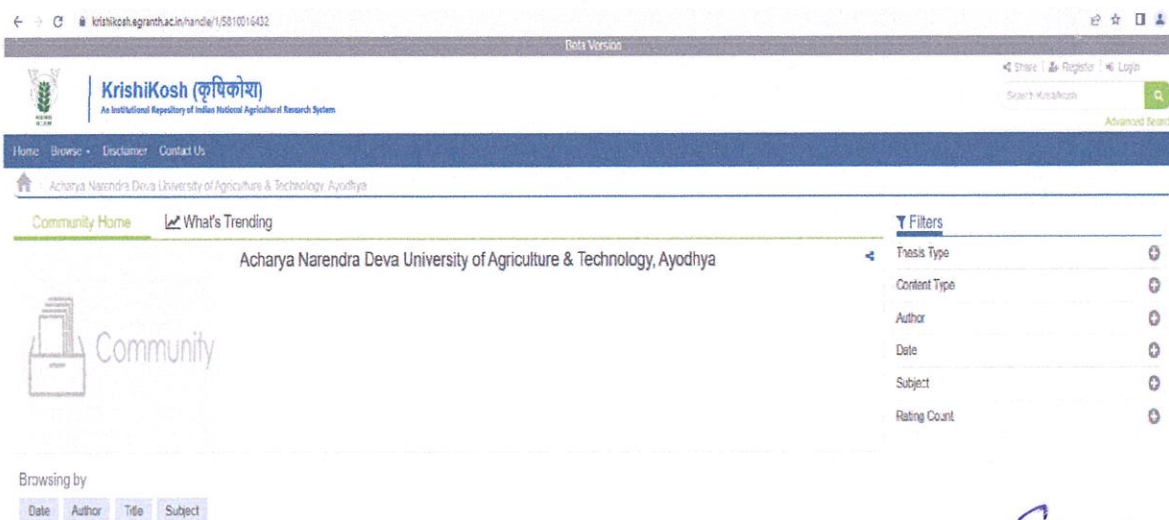 krishikosh.egranth.ac.in/handle/1/5810016432
Beta Version
Share | Register | Login
KrishiKosh (कृषिकोश)
An Institutional Repository of Indian National Agricultural Research System
Search KrishiKosh
Advanced Search
Home Browse Disclaimer Contact Us
Acharya Narendra Deva University of Agriculture & Technology, Ayodhya
Community Home What's Trending
Filters
Acharya Narendra Deva University of Agriculture & Technology, Ayodhya
Thesis Type
Content Type
Author
Community
Date
Subject
Rating Count
Browsing by
Date Author Title Subject